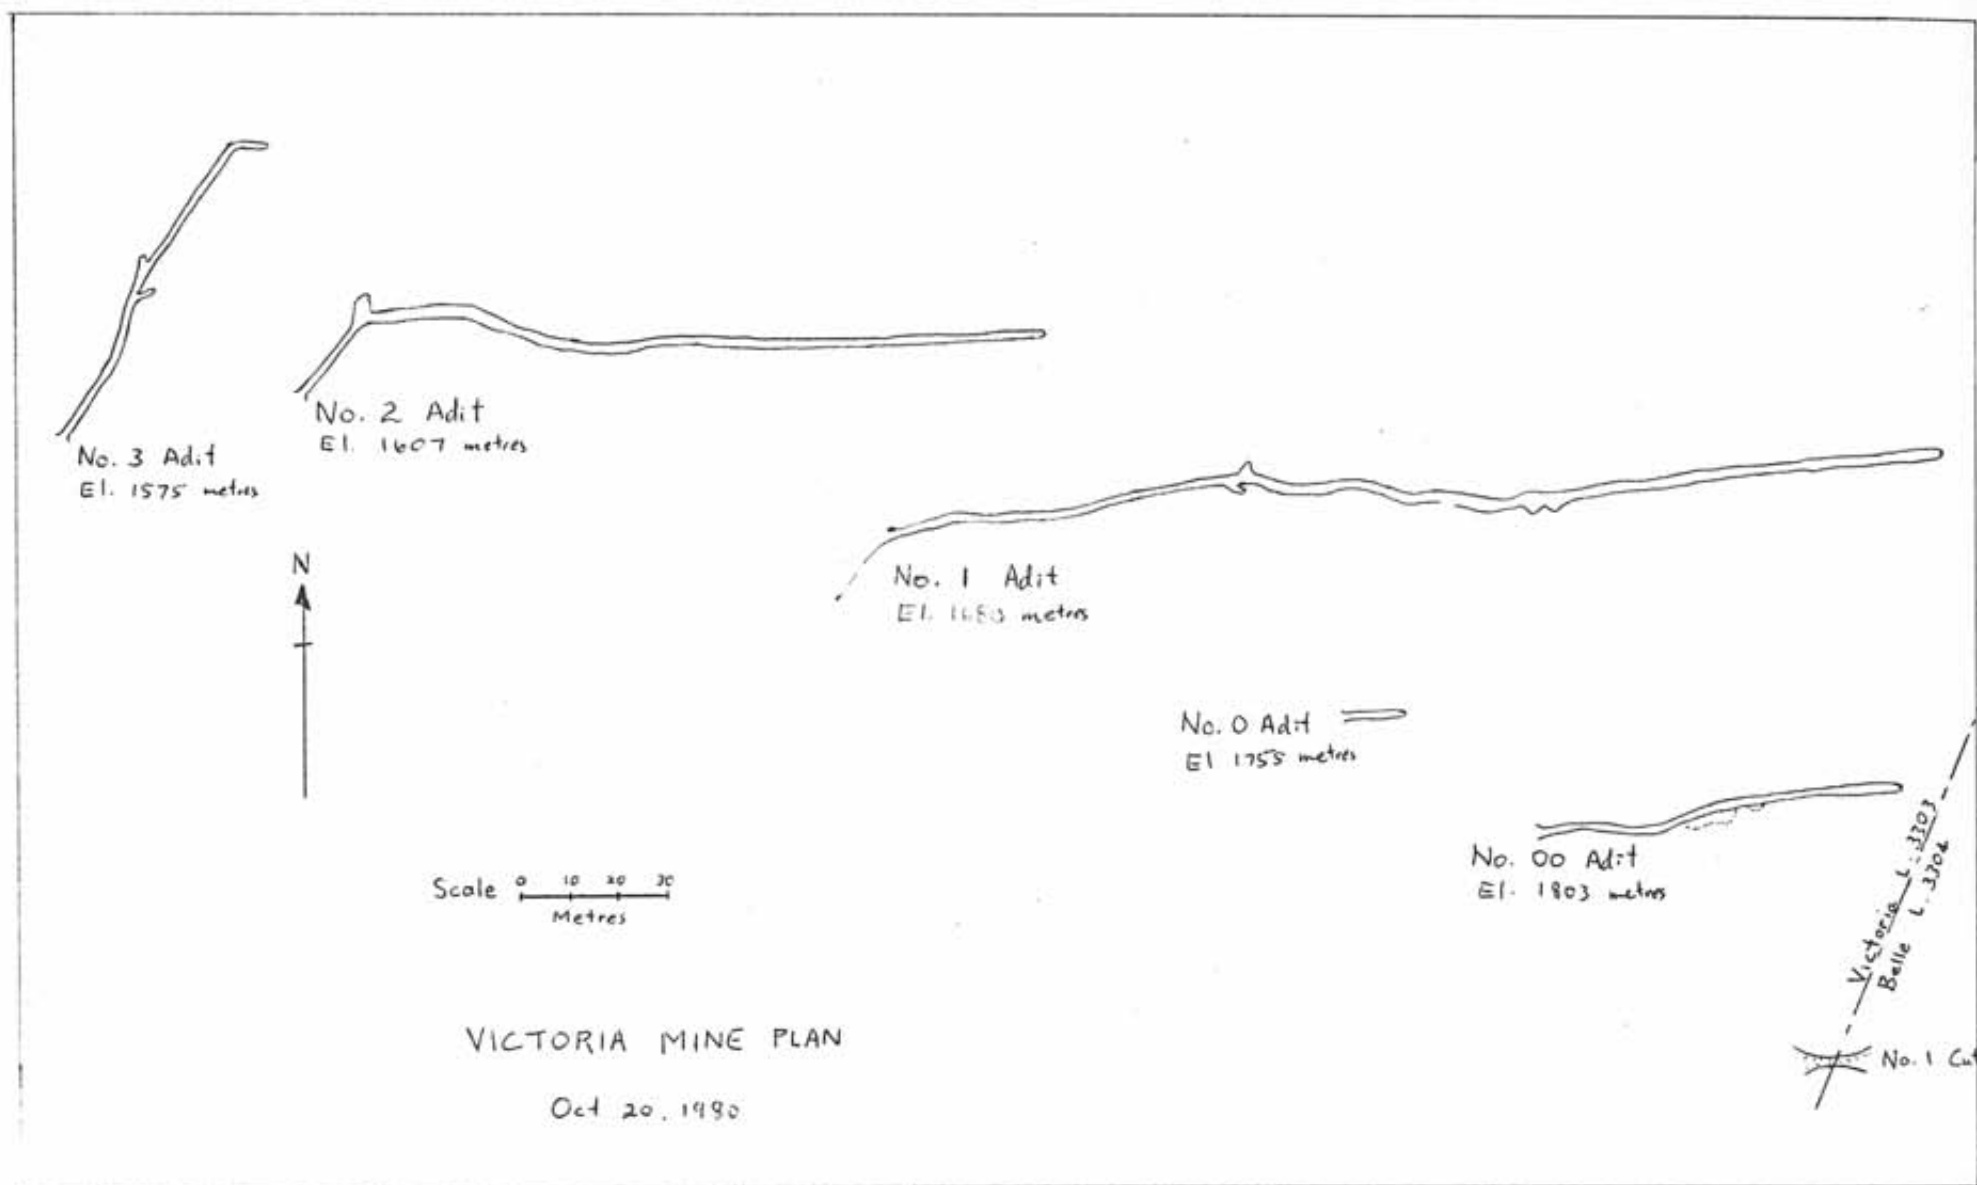 No. 2 Adit
El. 1607 metres
No. 3 Adit
El. 1575 metres
N
No. 1 Adit
El. metres
No. 0 Adit
El 1755 metres
No. 00 Adit
El. 1803 metres
Victoria L. 3303
Belle L. 3304
Scale 0 10 20 30
Metres
VICTORIA MINE PLAN
No. 1 Cut
Oct 20. 1980